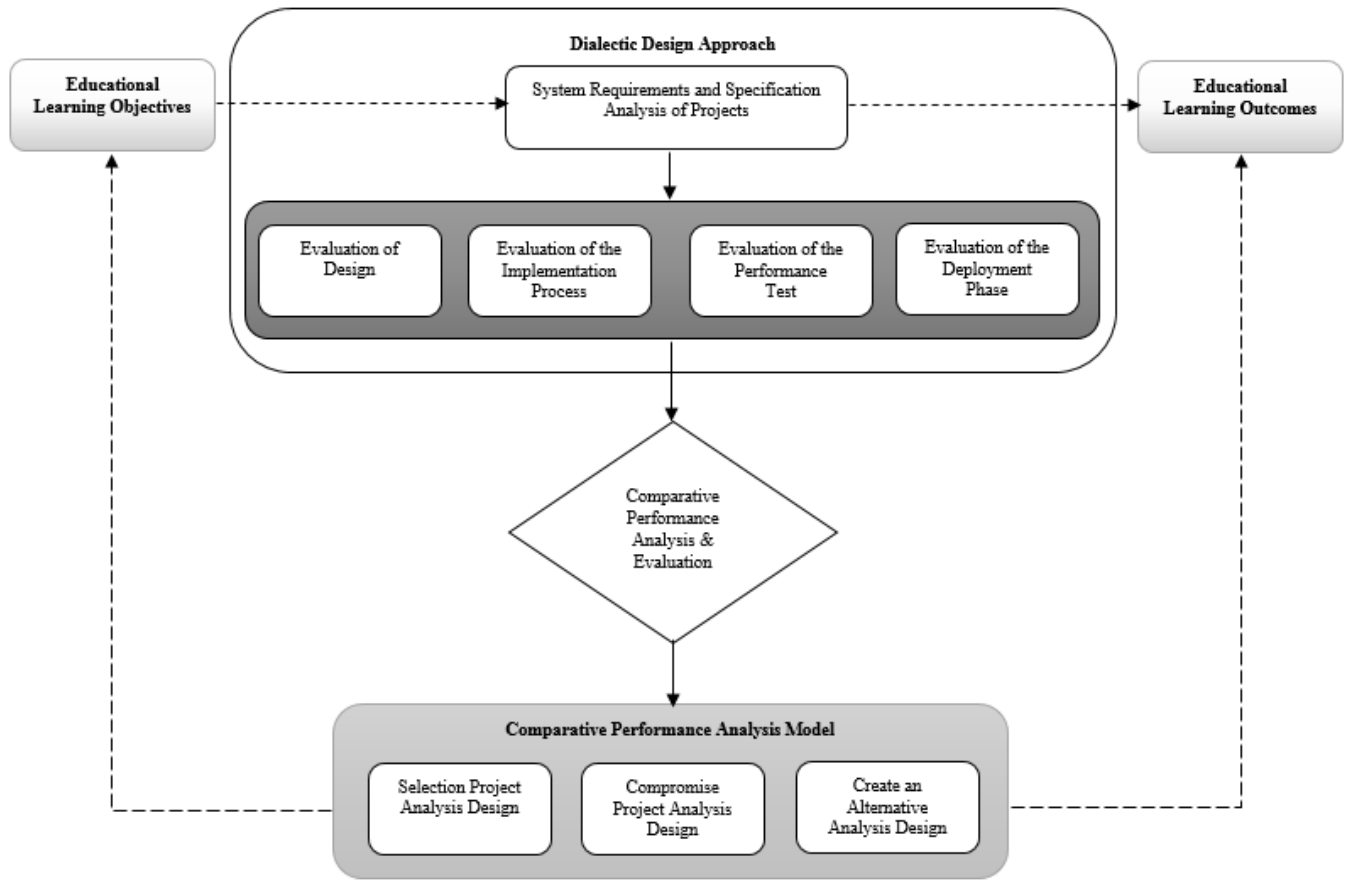 Dialectic Design Approach
Educational
Learning Objectives
System Requirements and Specification
Analysis of Projects
Educational
Learning Outcomes
Evaluation of
Design
Evaluation of the
Implementation
Process
Evaluation of the
Performance
Test
Evaluation of the
Deployment
Phase
Comparative
Performance
Analysis &
Evaluation
Comparative Performance Analysis Model
Selection Project
Analysis Design
Compromise
Project Analysis
Design
Create an
Alternative
Analysis Design